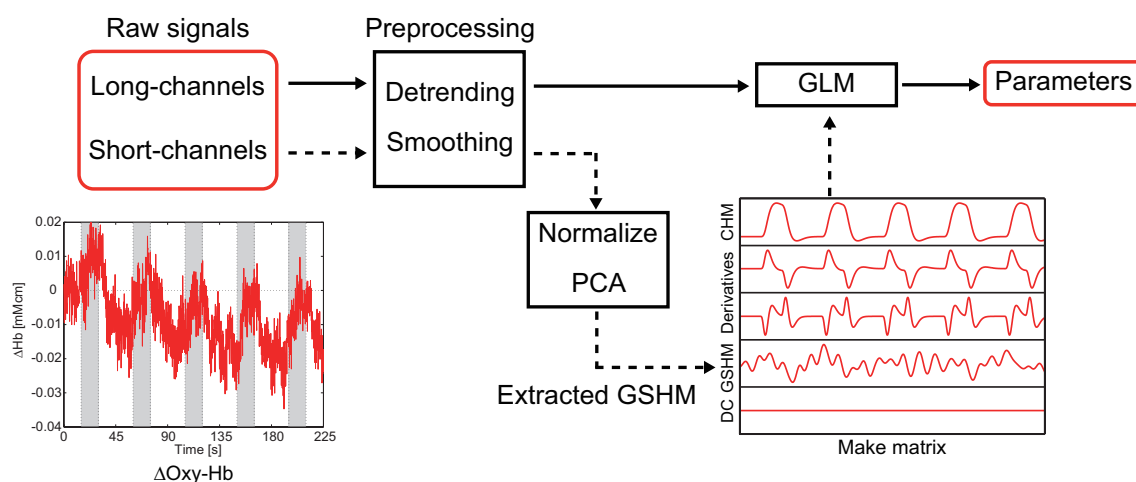 Raw signals
Long-channels
Short-channels
Preprocessing
Detrending
Smoothing
GLM
Parameters
Normalize
PCA
Extracted GSHM
CHM
Derivatives
GSHM
DC
Make matrix
ΔHb [mMcm]
0.02
0.01
0
-0.01
-0.02
-0.03
-0.04
0 45 90 135 180 225
Time [s]
ΔOxy-Hb